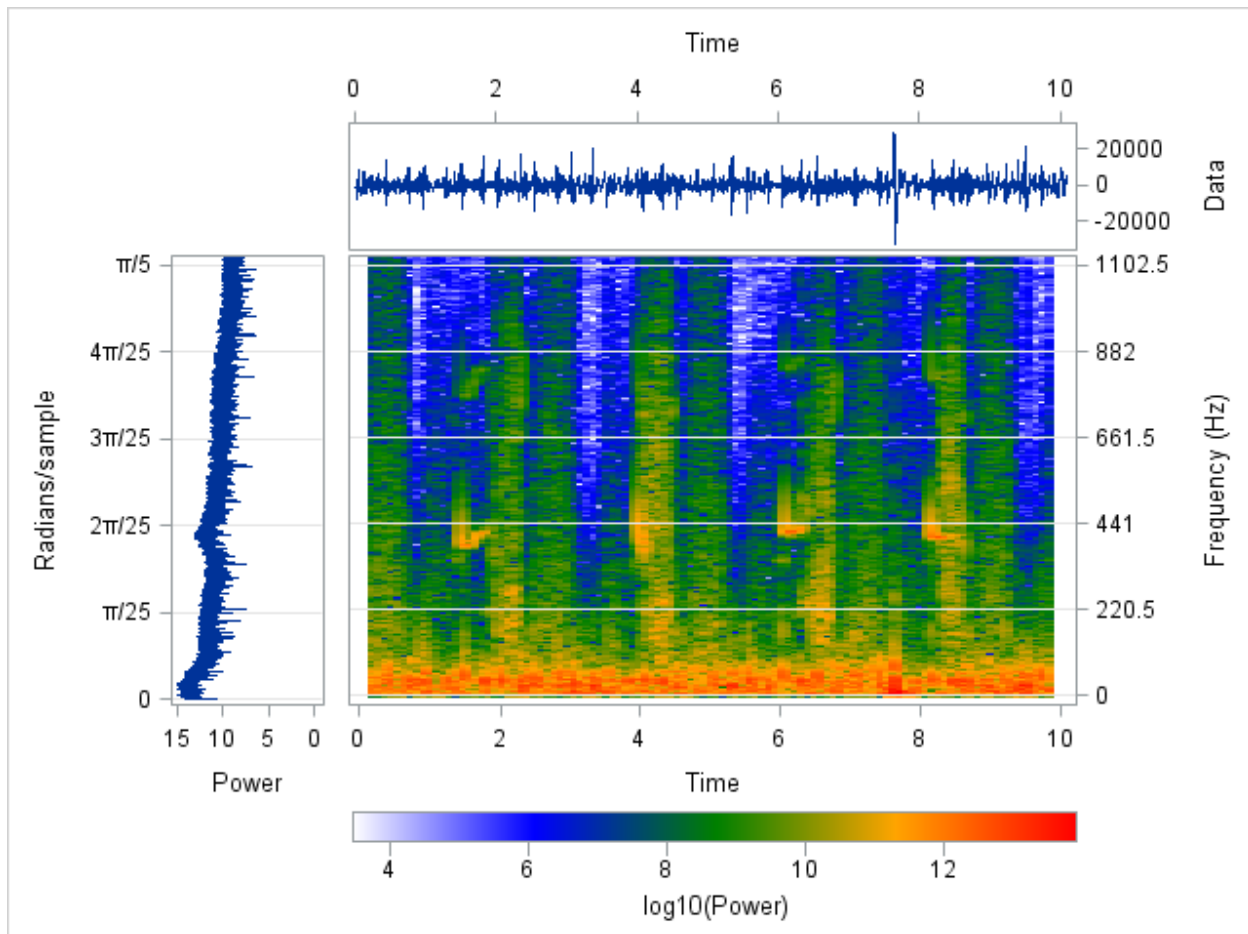 Time
0 2 4 6 8 10
20000
0
-20000
Data
π/5
4π/25
3π/25
2π/25
π/25
0
Radians/sample
15 10 5 0
Power
1102.5
882
661.5
441
220.5
0
Frequency (Hz)
0 2 4 6 8 10
Time
4 6 8 10 12
log10(Power)